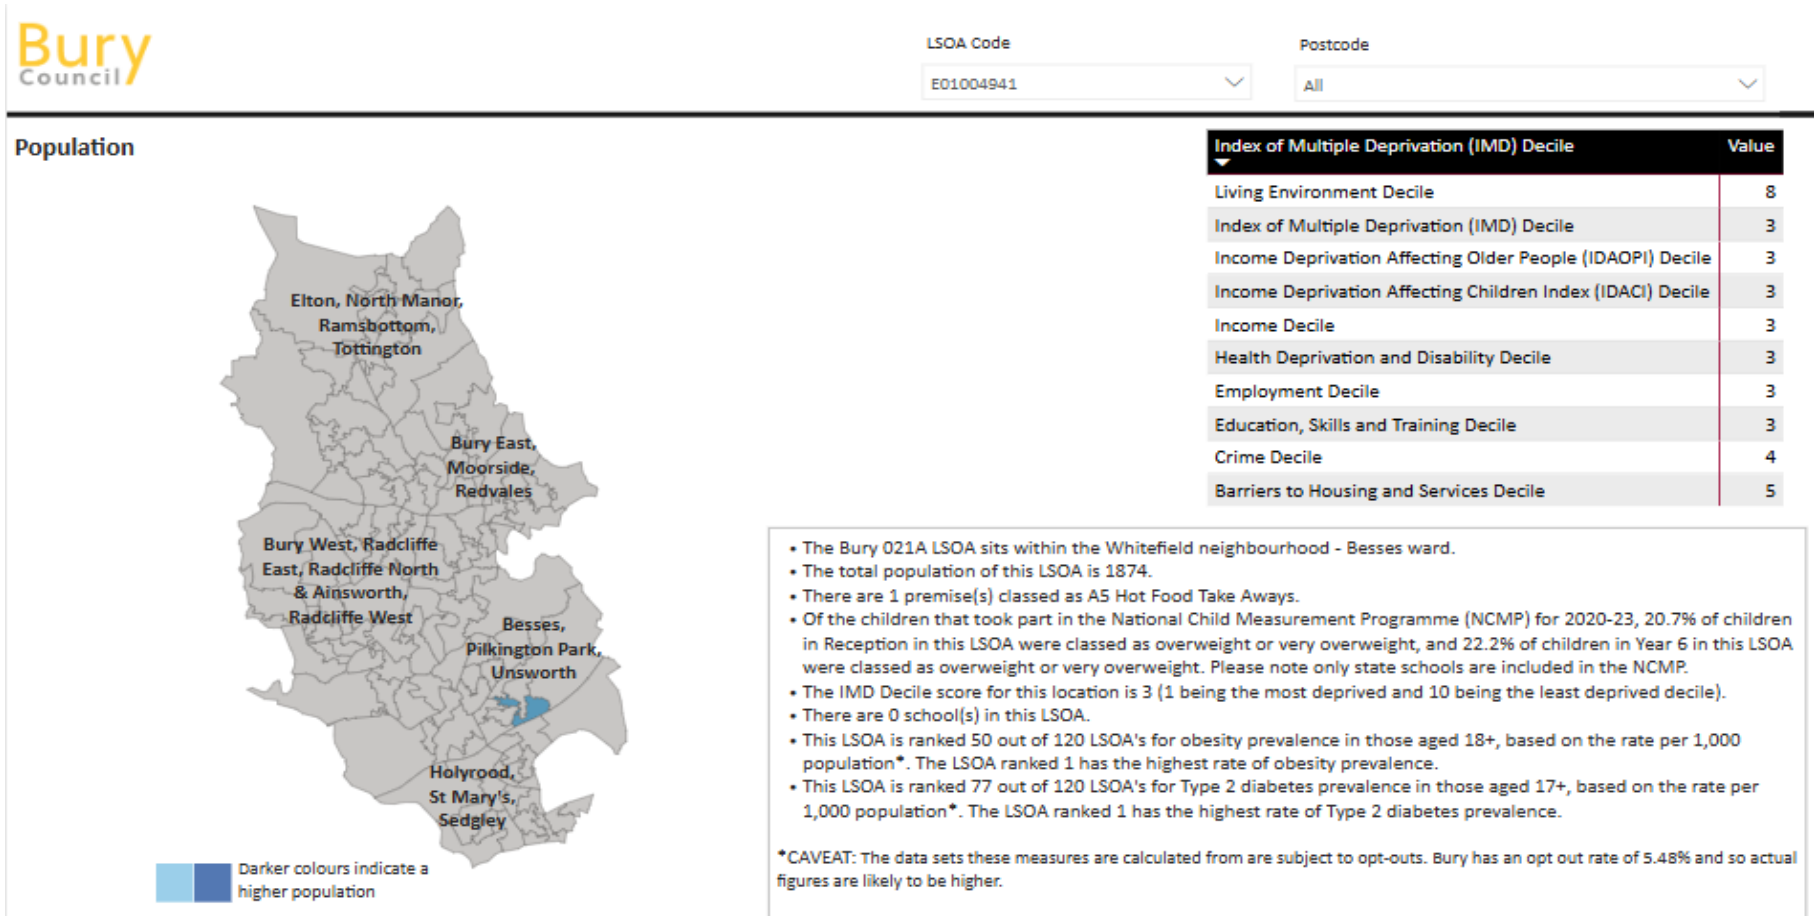 Bury
Council
LSOA Code
Postcode
E01004941
All
Population
Index of Multiple Deprivation (IMD) Decile Value
Living Environment Decile 8
Index of Multiple Deprivation (IMD) Decile 3
Income Deprivation Affecting Older People (IDAOPI) Decile 3
Income Deprivation Affecting Children Index (IDACI) Decile 3
Income Decile 3
Health Deprivation and Disability Decile 3
Employment Decile 3
Education, Skills and Training Decile 3
Crime Decile 4
Barriers to Housing and Services Decile 5
Elton, North Manor,
Ramsbottom,
Tottington
Bury East,
Moorside,
Redvales
Bury West, Radcliffe
East, Radcliffe North
& Ainsworth,
Radcliffe West
Besses,
Pilkington Park,
Unsworth
Holyrood,
St Mary's,
Sedgley
Darker colours indicate a
higher population
• The Bury 021A LSOA sits within the Whitefield neighbourhood - Besses ward.
• The total population of this LSOA is 1874.
• There are 1 premise(s) classed as A5 Hot Food Take Aways.
• Of the children that took part in the National Child Measurement Programme (NCMP) for 2020-23, 20.7% of children
in Reception in this LSOA were classed as overweight or very overweight, and 22.2% of children in Year 6 in this LSOA
were classed as overweight or very overweight. Please note only state schools are included in the NCMP.
• The IMD Decile score for this location is 3 (1 being the most deprived and 10 being the least deprived decile).
• There are 0 school(s) in this LSOA.
• This LSOA is ranked 50 out of 120 LSOA's for obesity prevalence in those aged 18+, based on the rate per 1,000
population*. The LSOA ranked 1 has the highest rate of obesity prevalence.
• This LSOA is ranked 77 out of 120 LSOA's for Type 2 diabetes prevalence in those aged 17+, based on the rate per
1,000 population*. The LSOA ranked 1 has the highest rate of Type 2 diabetes prevalence.
*CAVEAT: The data sets these measures are calculated from are subject to opt-outs. Bury has an opt out rate of 5.48% and so actual
figures are likely to be higher.